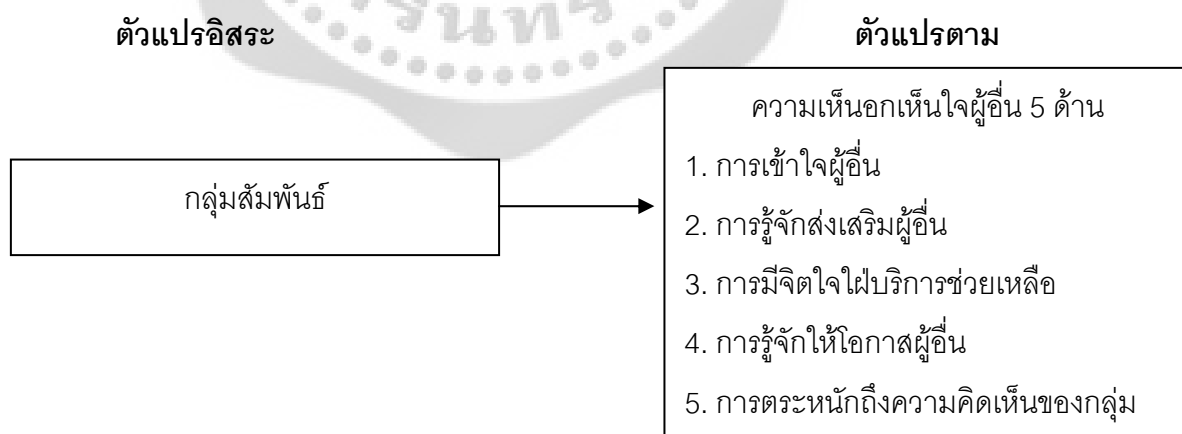 ตัวแปรอิสระ
ตัวแปรตาม
กลุ่มสัมพันธ์
ความเห็นอกเห็นใจผู้อื่น 5 ด้าน
1. การเข้าใจผู้อื่น
2. การรู้จักส่งเสริมผู้อื่น
3. การมีจิตใจใฝ่บริการช่วยเหลือ
4. การรู้จักให้โอกาสผู้อื่น
5. การตระหนักถึงความคิดเห็นของกลุ่ม